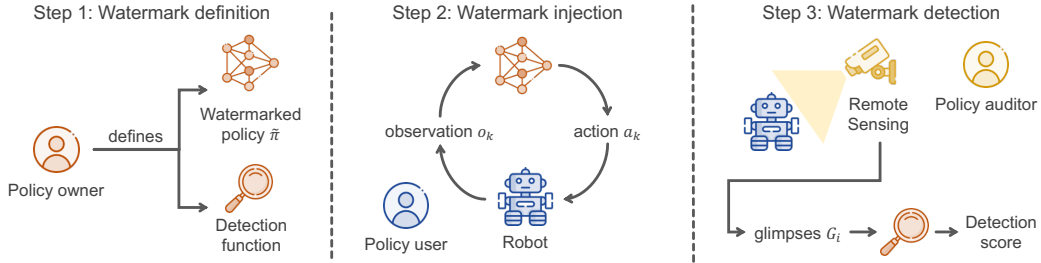 Step 1: Watermark definition
Policy owner
defines
Watermarked
policy π̃
Detection
function
Step 2: Watermark injection
observation oₖ
action aₖ
Policy user
Robot
Step 3: Watermark detection
Remote
Sensing
Policy auditor
glimpses Gᵢ
Detection
score